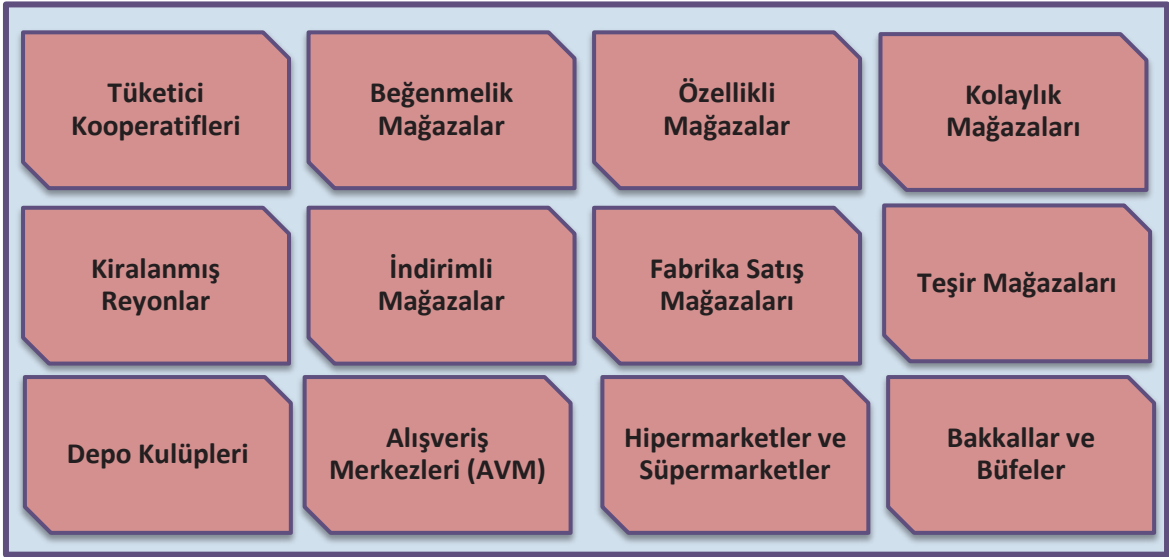 Tüketici
Kooperatifleri
Beğenmelik
Mağazalar
Özellikli
Mağazalar
Kolaylık
Mağazaları
Kiralanmış
Reyonlar
İndirimli
Mağazalar
Fabrika Satış
Mağazaları
Teşir Mağazaları
Depo Kulüpleri
Alışveriş
Merkezleri (AVM)
Hipermarketler ve
Süpermarketler
Bakkallar ve
Büfeler